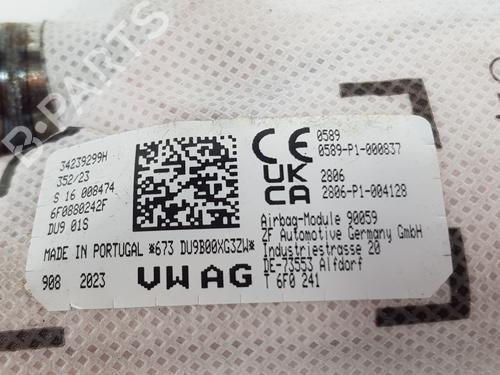 B-PARTS
34239299H
352/23
S 16 008474
6F0880242F
DU9 01S
MADE IN PORTUGAL *673 DU9B00XG3ZW*
908 2023
VW AG
CE
0589
0589-P1-000837
UKCA
2806
2806-P1-004128
Airbag-Module 90059
ZF Automotive Germany GmbH
Industriestrasse 20
DE-73553 Alfdorf
T 6F0 241